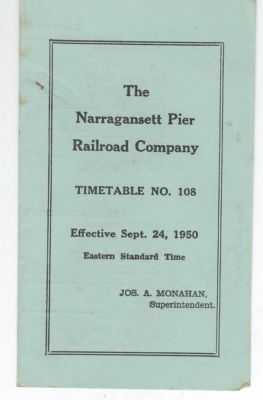 The
Narragansett Pier
Railroad Company
TIMETABLE NO. 108
Effective Sept. 24, 1950
Eastern Standard Time
JOS. A. MONAHAN,
Superintendent.